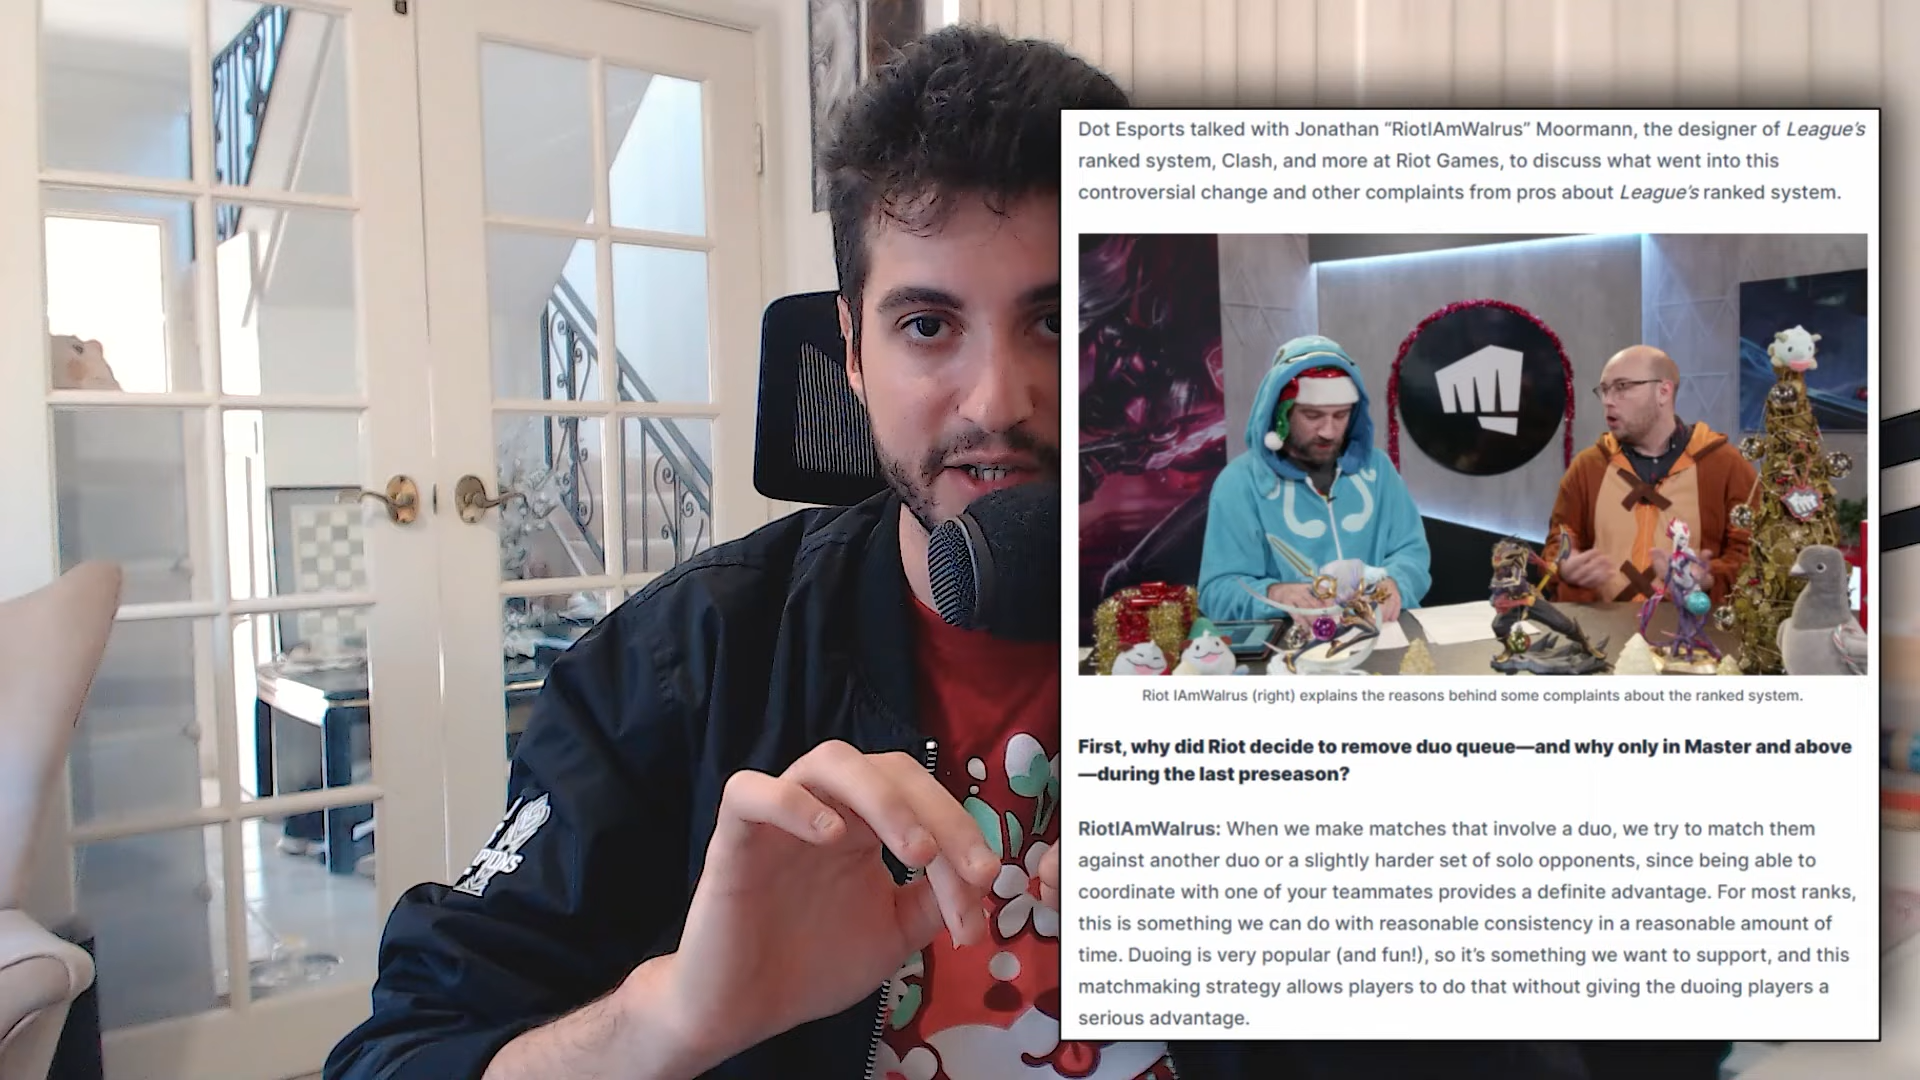 Dot Esports talked with Jonathan “RiotIAmWalrus” Moormann, the designer of League’s
ranked system, Clash, and more at Riot Games, to discuss what went into this
controversial change and other complaints from pros about League’s ranked system.
Riot IAmWalrus (right) explains the reasons behind some complaints about the ranked system.
First, why did Riot decide to remove duo queue—and why only in Master and above
—during the last preseason?
RiotIAmWalrus: When we make matches that involve a duo, we try to match them
against another duo or a slightly harder set of solo opponents, since being able to
coordinate with one of your teammates provides a definite advantage. For most ranks,
this is something we can do with reasonable consistency in a reasonable amount of
time. Duoing is very popular (and fun!), so it’s something we want to support, and this
matchmaking strategy allows players to do that without giving the duoing players a
serious advantage.